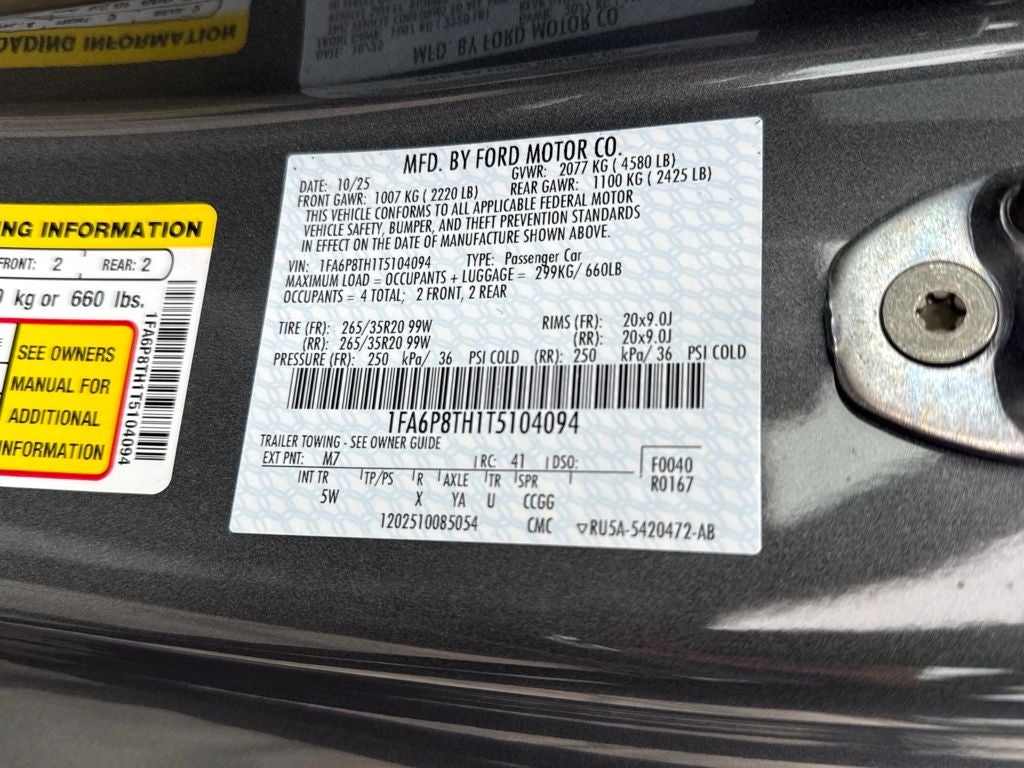 OADING INFORMATION
MFD. BY FORD MOTOR CO.
MFD. BY FORD MOTOR CO.
DATE: 10/25 GVWR: 2077 KG ( 4580 LB)
FRONT GAWR: 1007 KG ( 2220 LB) REAR GAWR: 1100 KG ( 2425 LB)
THIS VEHICLE CONFORMS TO ALL APPLICABLE FEDERAL MOTOR
VEHICLE SAFETY, BUMPER, AND THEFT PREVENTION STANDARDS
IN EFFECT ON THE DATE OF MANUFACTURE SHOWN ABOVE.
VIN: 1FA6P8TH1T5104094 TYPE: Passenger Car
MAXIMUM LOAD = OCCUPANTS + LUGGAGE = 299KG/ 660LB
OCCUPANTS = 4 TOTAL; 2 FRONT, 2 REAR
TIRE (FR): 265/35R20 99W RIMS (FR): 20x9.0J
(RR): 265/35R20 99W (RR): 20x9.0J
PRESSURE (FR): 250 kPa/ 36 PSI COLD (RR): 250 kPa/ 36 PSI COLD
1FA6P8TH1T5104094
TRAILER TOWING - SEE OWNER GUIDE
EXT PNT: M7 RC: 41 DSO: F0040
R0167
INT TR TP/PS R AXLE TR SPR
5W X YA U CCGG
1202510085054 CMC ▽RU5A-5420472-AB
NG INFORMATION
FRONT: 2 REAR: 2
kg or 660 lbs.
SEE OWNERS
MANUAL FOR
ADDITIONAL
INFORMATION
1FA6P8TH1T5104094